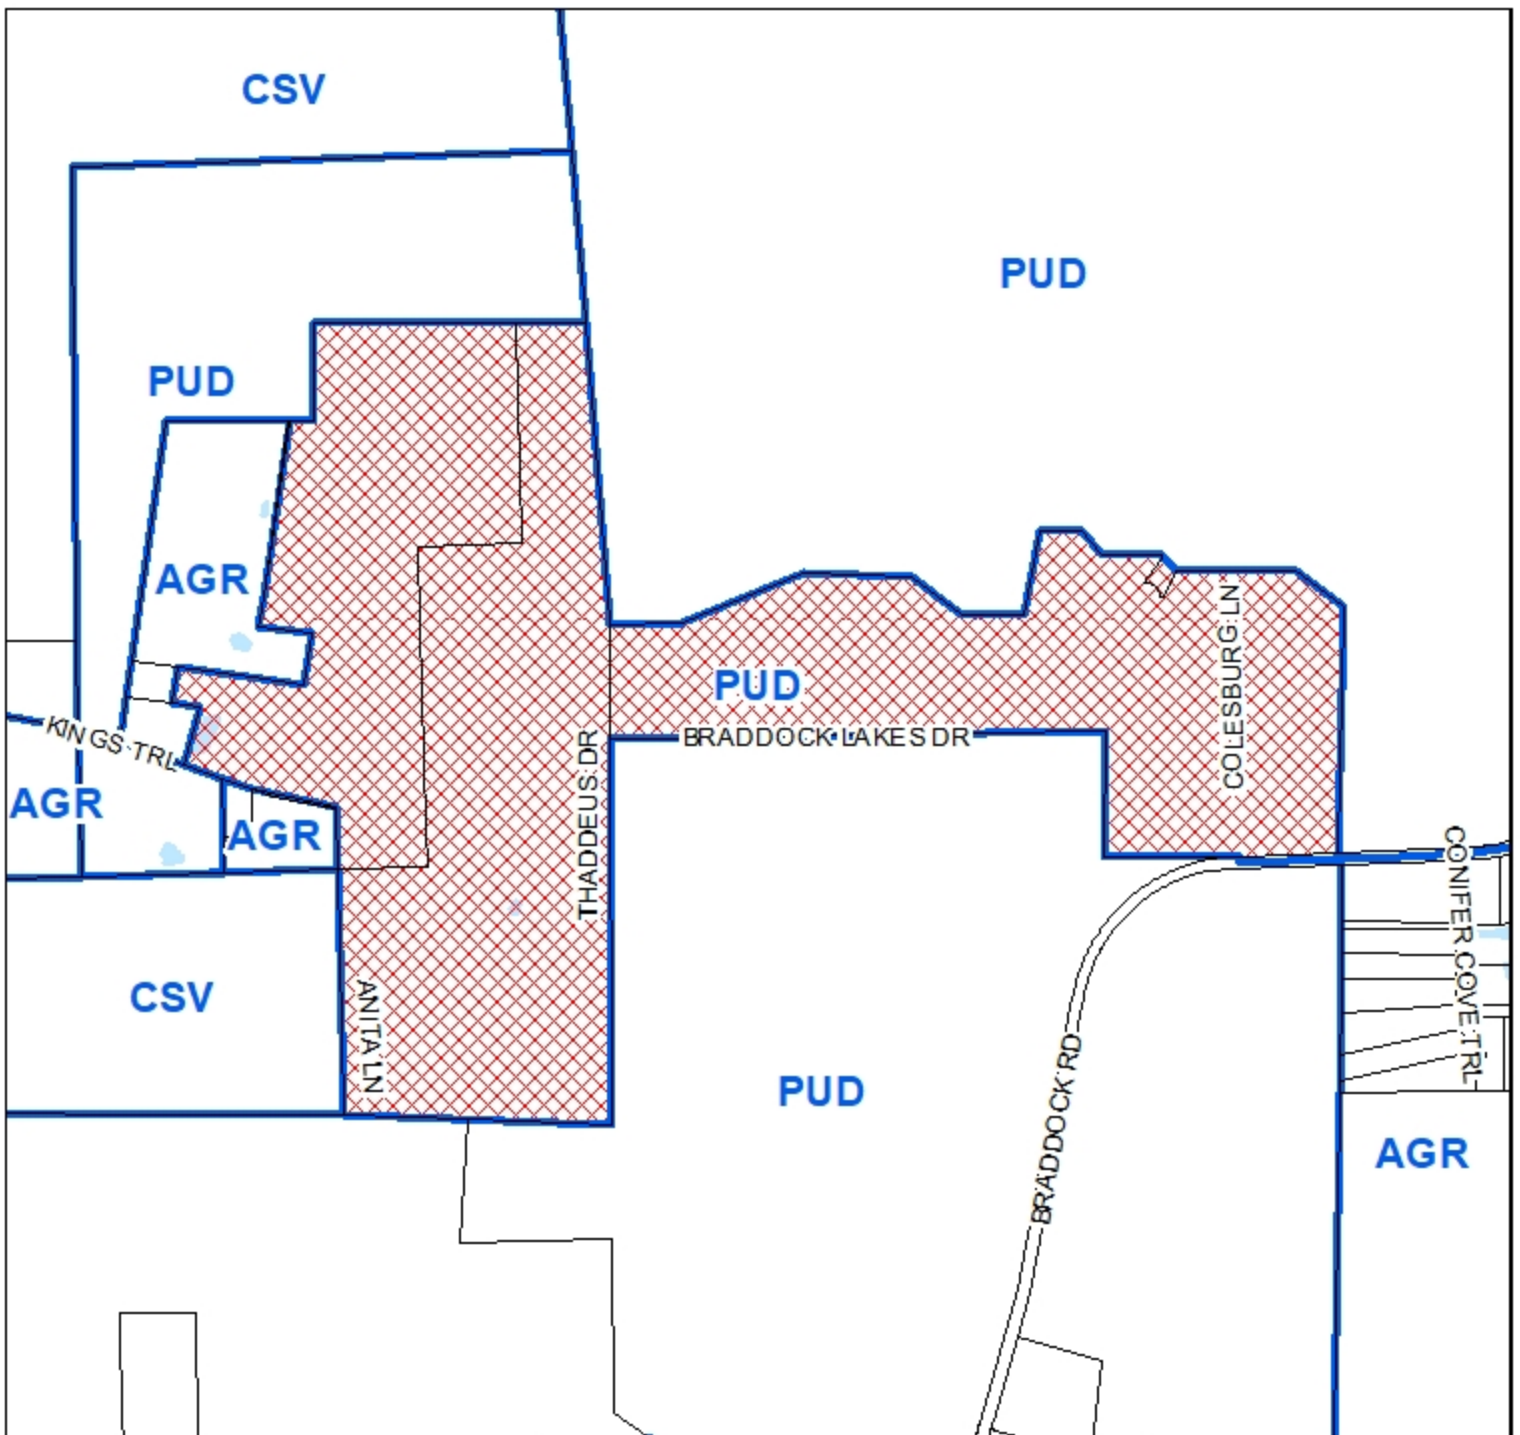 CSV
PUD
PUD
AGR
COLESBURG LN
PUD
KINGS TRL
BRADDOCK LAKES DR
THADDEUS DR
AGR
AGR
CONIFER COVE TRL
CSV
ANITA LN
PUD
BRADDOCK RD
AGR